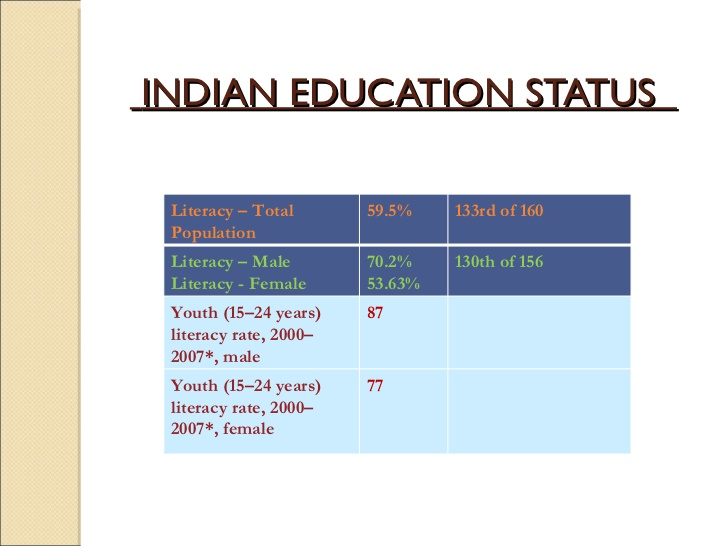 INDIAN EDUCATION STATUS
Literacy – Total 59.5% 133rd of 160
Population
Literacy – Male 70.2% 130th of 156
Literacy - Female 53.63%
Youth (15–24 years) 87
literacy rate, 2000–
2007*, male
Youth (15–24 years) 77
literacy rate, 2000–
2007*, female